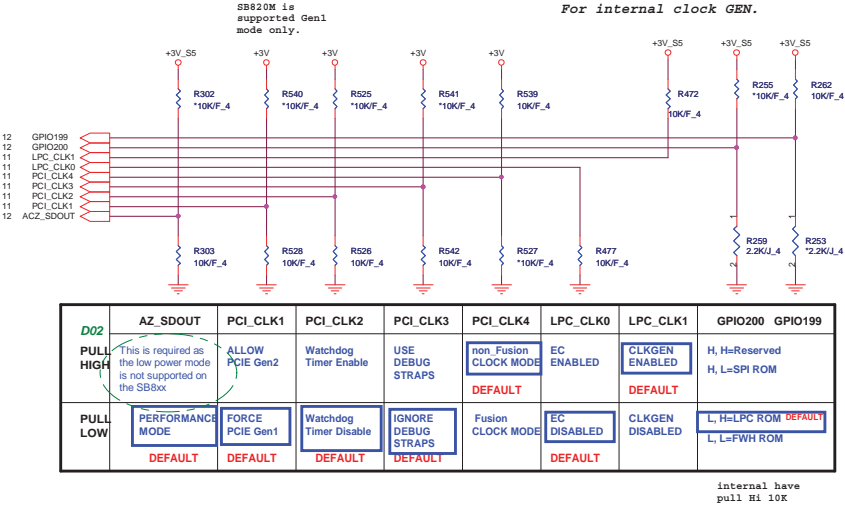 SB820M is
supported Gen1
mode only.
For internal clock GEN.
+3V_S5 +3V +3V +3V +3V +3V_S5 +3V_S5 +3V_S5
R302
*10K/F_4
R540
*10K/F_4
R525
*10K/F_4
R541
*10K/F_4
R539
10K/F_4
R472
10K/F_4
R255
*10K/F_4
R262
10K/F_4
12 GPIO199
12 GPIO200
11 LPC_CLK1
11 LPC_CLK0
11 PCI_CLK4
11 PCI_CLK3
11 PCI_CLK2
11 PCI_CLK1
12 ACZ_SDOUT
R303
10K/F_4
R528
10K/F_4
R526
10K/F_4
R542
10K/F_4
R527
*10K/F_4
R477
10K/F_4
1
R259
2.2K/J_4
2
1
R253
*2.2K/J_4
2
D02
AZ_SDOUT PCI_CLK1 PCI_CLK2 PCI_CLK3 PCI_CLK4 LPC_CLK0 LPC_CLK1 GPIO200 GPIO199
PULL
HIGH
This is required as
the low power mode
is not supported on
the SB8xx
ALLOW
PCIE Gen2
Watchdog
Timer Enable
USE
DEBUG
STRAPS
non_Fusion
CLOCK MODE
DEFAULT
EC
ENABLED
CLKGEN
ENABLED
DEFAULT
H, H=Reserved
H, L=SPI ROM
PULL
LOW
PERFORMANCE
MODE
DEFAULT
FORCE
PCIE Gen1
DEFAULT
Watchdog
Timer Disable
DEFAULT
IGNORE
DEBUG
STRAPS
DEFAULT
Fusion
CLOCK MODE
EC
DISABLED
DEFAULT
CLKGEN
DISABLED
L, H=LPC ROM DEFAULT
L, L=FWH ROM
internal have
pull Hi 10K